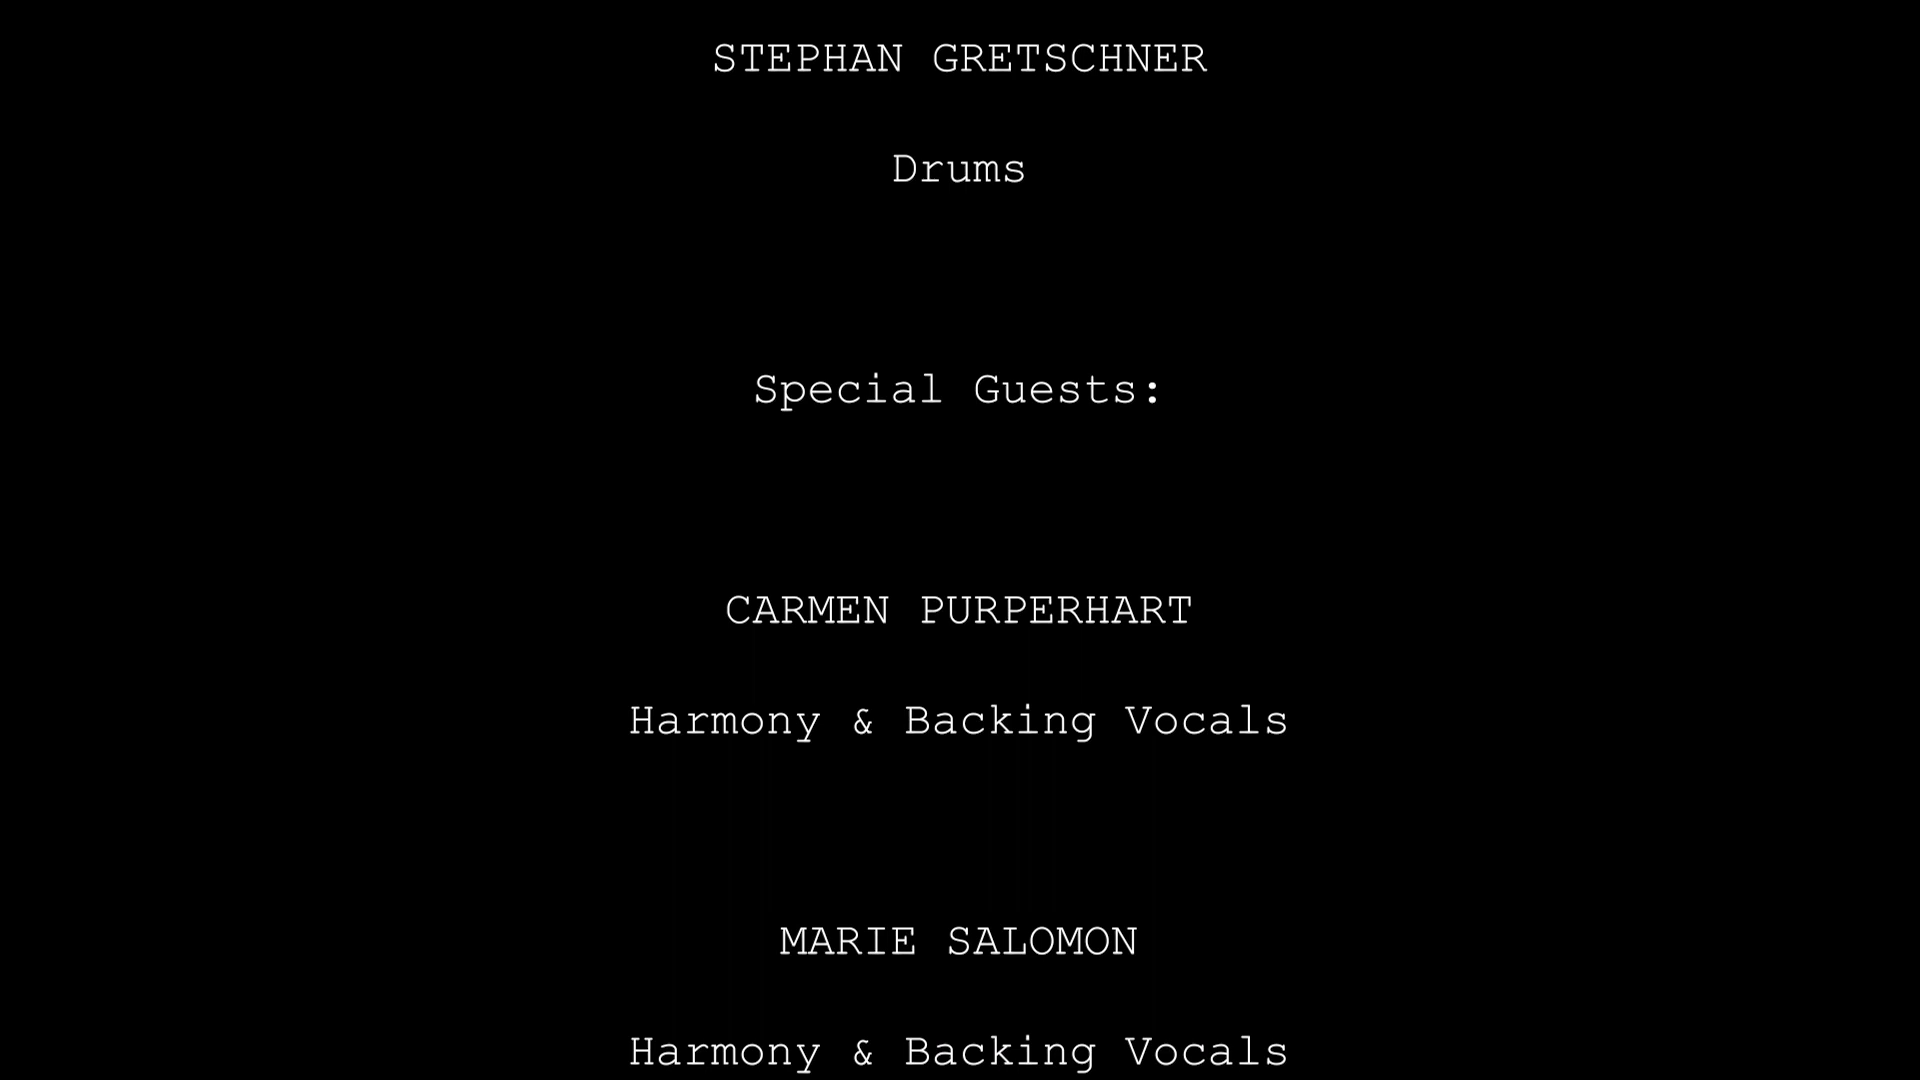 STEPHAN GRETSCHNER
Drums
Special Guests:
CARMEN PURPERHART
Harmony & Backing Vocals
MARIE SALOMON
Harmony & Backing Vocals